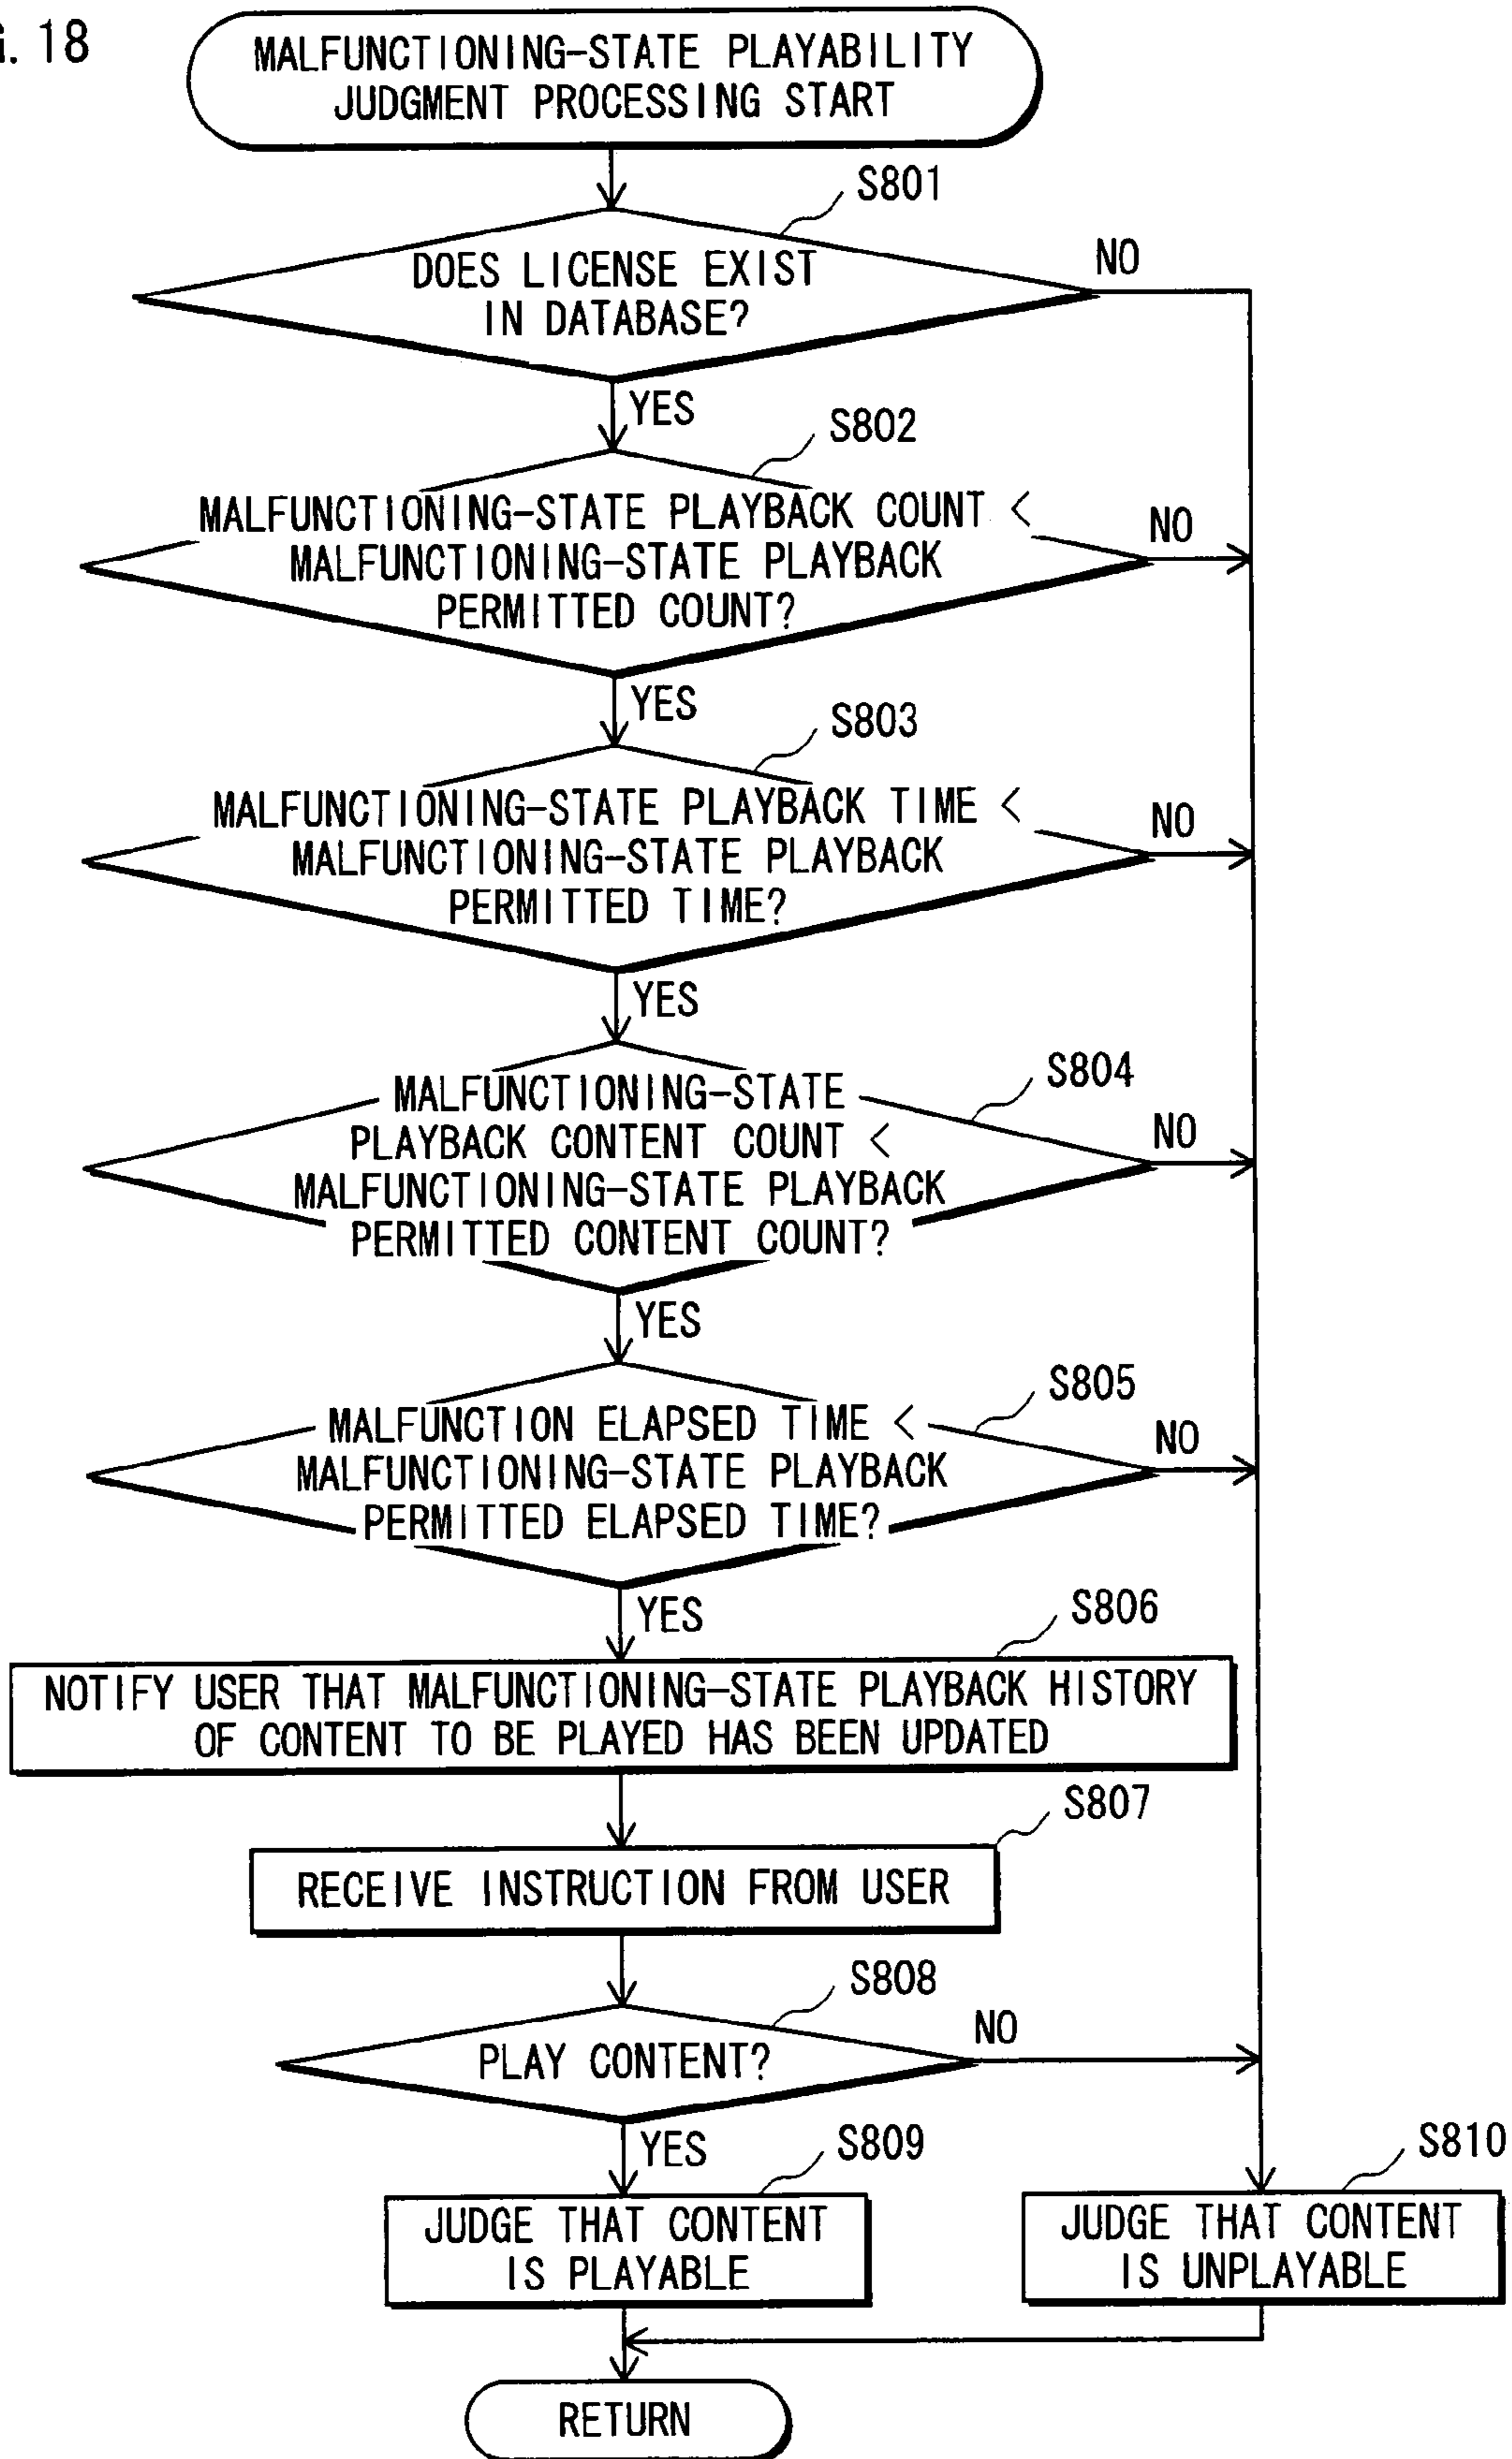 . 18
MALFUNCTIONING-STATE PLAYABILITY
JUDGMENT PROCESSING START
S801
DOES LICENSE EXIST
IN DATABASE?
NO
YES
S802
MALFUNCTIONING-STATE PLAYBACK COUNT <
MALFUNCTIONING-STATE PLAYBACK
PERMITTED COUNT?
NO
YES
S803
MALFUNCTIONING-STATE PLAYBACK TIME <
MALFUNCTIONING-STATE PLAYBACK
PERMITTED TIME?
NO
YES
S804
MALFUNCTIONING-STATE
PLAYBACK CONTENT COUNT <
MALFUNCTIONING-STATE PLAYBACK
PERMITTED CONTENT COUNT?
NO
YES
S805
MALFUNCTION ELAPSED TIME <
MALFUNCTIONING-STATE PLAYBACK
PERMITTED ELAPSED TIME?
NO
YES
S806
NOTIFY USER THAT MALFUNCTIONING-STATE PLAYBACK HISTORY
OF CONTENT TO BE PLAYED HAS BEEN UPDATED
S807
RECEIVE INSTRUCTION FROM USER
S808
PLAY CONTENT?
NO
YES
S809
JUDGE THAT CONTENT
IS PLAYABLE
S810
JUDGE THAT CONTENT
IS UNPLAYABLE
RETURN